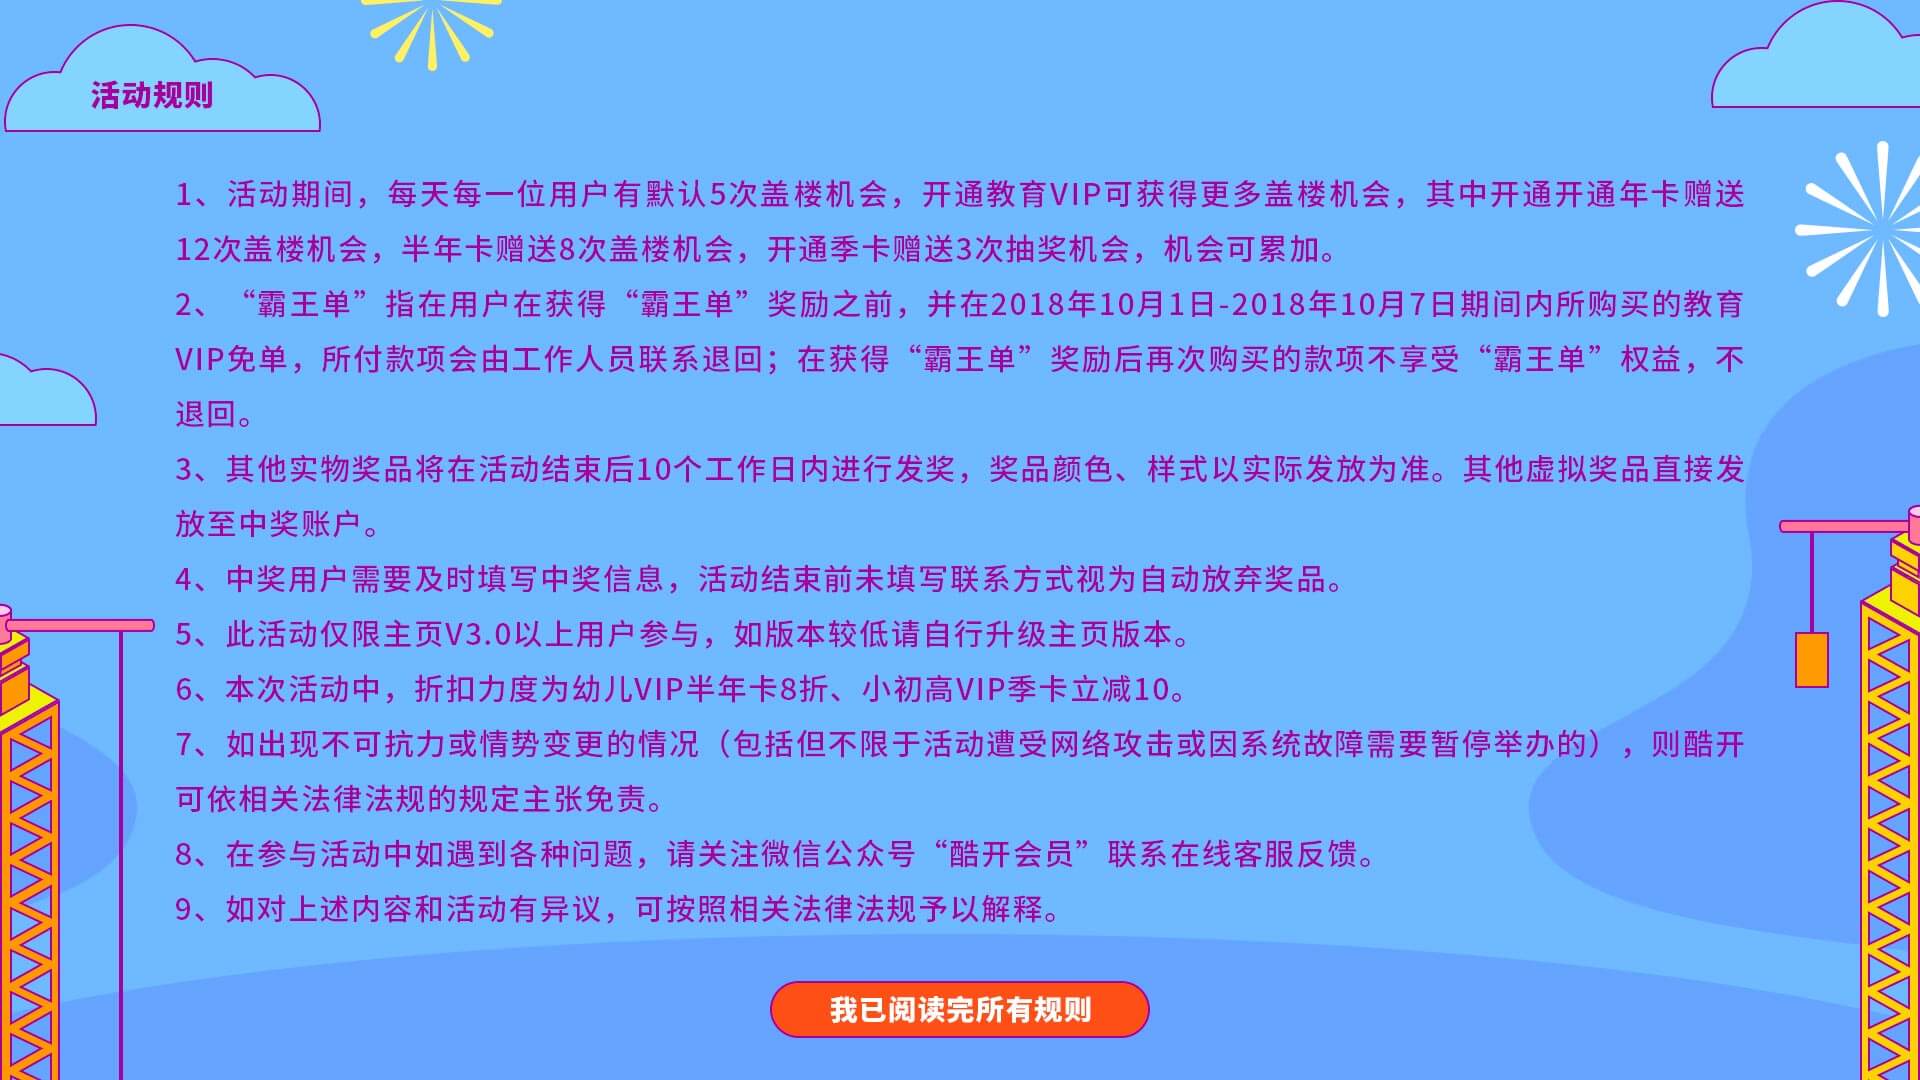 活动规则
1、活动期间，每天每一位用户有默认5次盖楼机会，开通教育VIP可获得更多盖楼机会，其中开通开通年卡赠送
12次盖楼机会，半年卡赠送8次盖楼机会，开通季卡赠送3次抽奖机会，机会可累加。
2、“霸王单”指在用户在获得“霸王单”奖励之前，并在2018年10月1日-2018年10月7日期间内所购买的教育
VIP免单，所付款项会由工作人员联系退回；在获得“霸王单”奖励后再次购买的款项不享受“霸王单”权益，不
退回。
3、其他实物奖品将在活动结束后10个工作日内进行发奖，奖品颜色、样式以实际发放为准。其他虚拟奖品直接发
放至中奖账户。
4、中奖用户需要及时填写中奖信息，活动结束前未填写联系方式视为自动放弃奖品。
5、此活动仅限主页V3.0以上用户参与，如版本较低请自行升级主页版本。
6、本次活动中，折扣力度为幼儿VIP半年卡8折、小初高VIP季卡立减10。
7、如出现不可抗力或情势变更的情况（包括但不限于活动遭受网络攻击或因系统故障需要暂停举办的），则酷开
可依相关法律法规的规定主张免责。
8、在参与活动中如遇到各种问题，请关注微信公众号“酷开会员”联系在线客服反馈。
9、如对上述内容和活动有异议，可按照相关法律法规予以解释。
我已阅读完所有规则